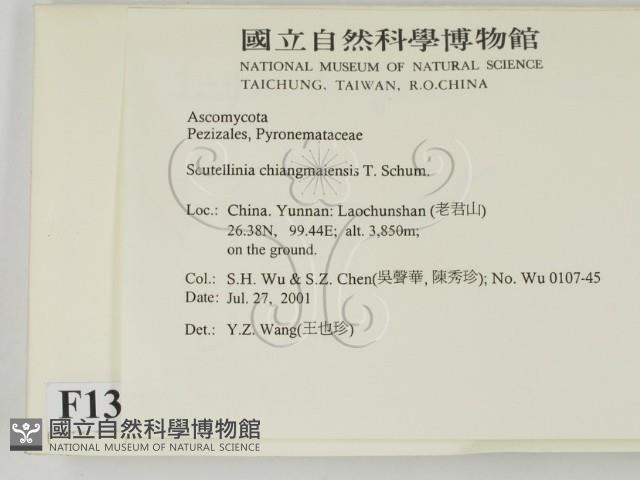 國立自然科學博物館
NATIONAL MUSEUM OF NATURAL SCIENCE
TAICHUNG, TAIWAN, R.O.CHINA
Ascomycota
Pezizales, Pyronemataceae
Scutellinia chiangmaiensis T. Schum.
Loc.: China. Yunnan: Laochunshan (老君山)
26.38N, 99.44E; alt. 3,850m;
on the ground.
Col.: S.H. Wu & S.Z. Chen(吳聲華, 陳秀珍); No. Wu 0107-45
Date: Jul. 27, 2001
Det.: Y.Z. Wang(王也珍)
F13
國立自然科學博物館
NATIONAL MUSEUM OF NATURAL SCIENCE